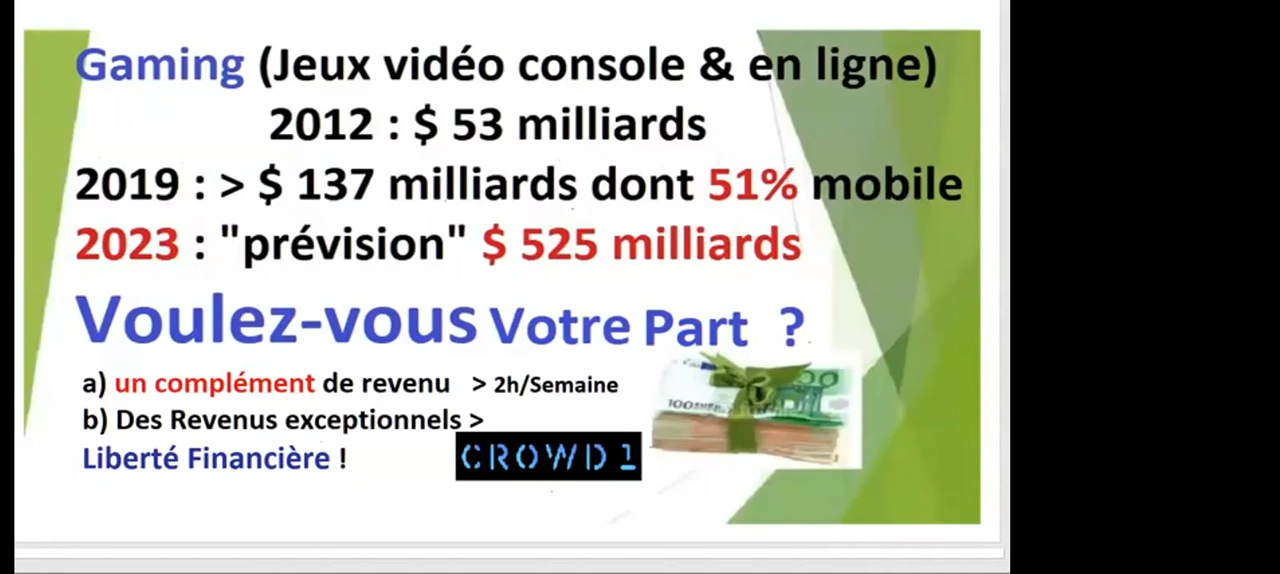 Gaming (Jeux vidéo console & en ligne)
2012 : $ 53 milliards
2019 : > $ 137 milliards dont 51% mobile
2023 : "prévision" $ 525 milliards
Voulez-vous Votre Part ?
a) un complément de revenu > 2h/Semaine
b) Des Revenus exceptionnels >
Liberté Financière !
CROWD1
100